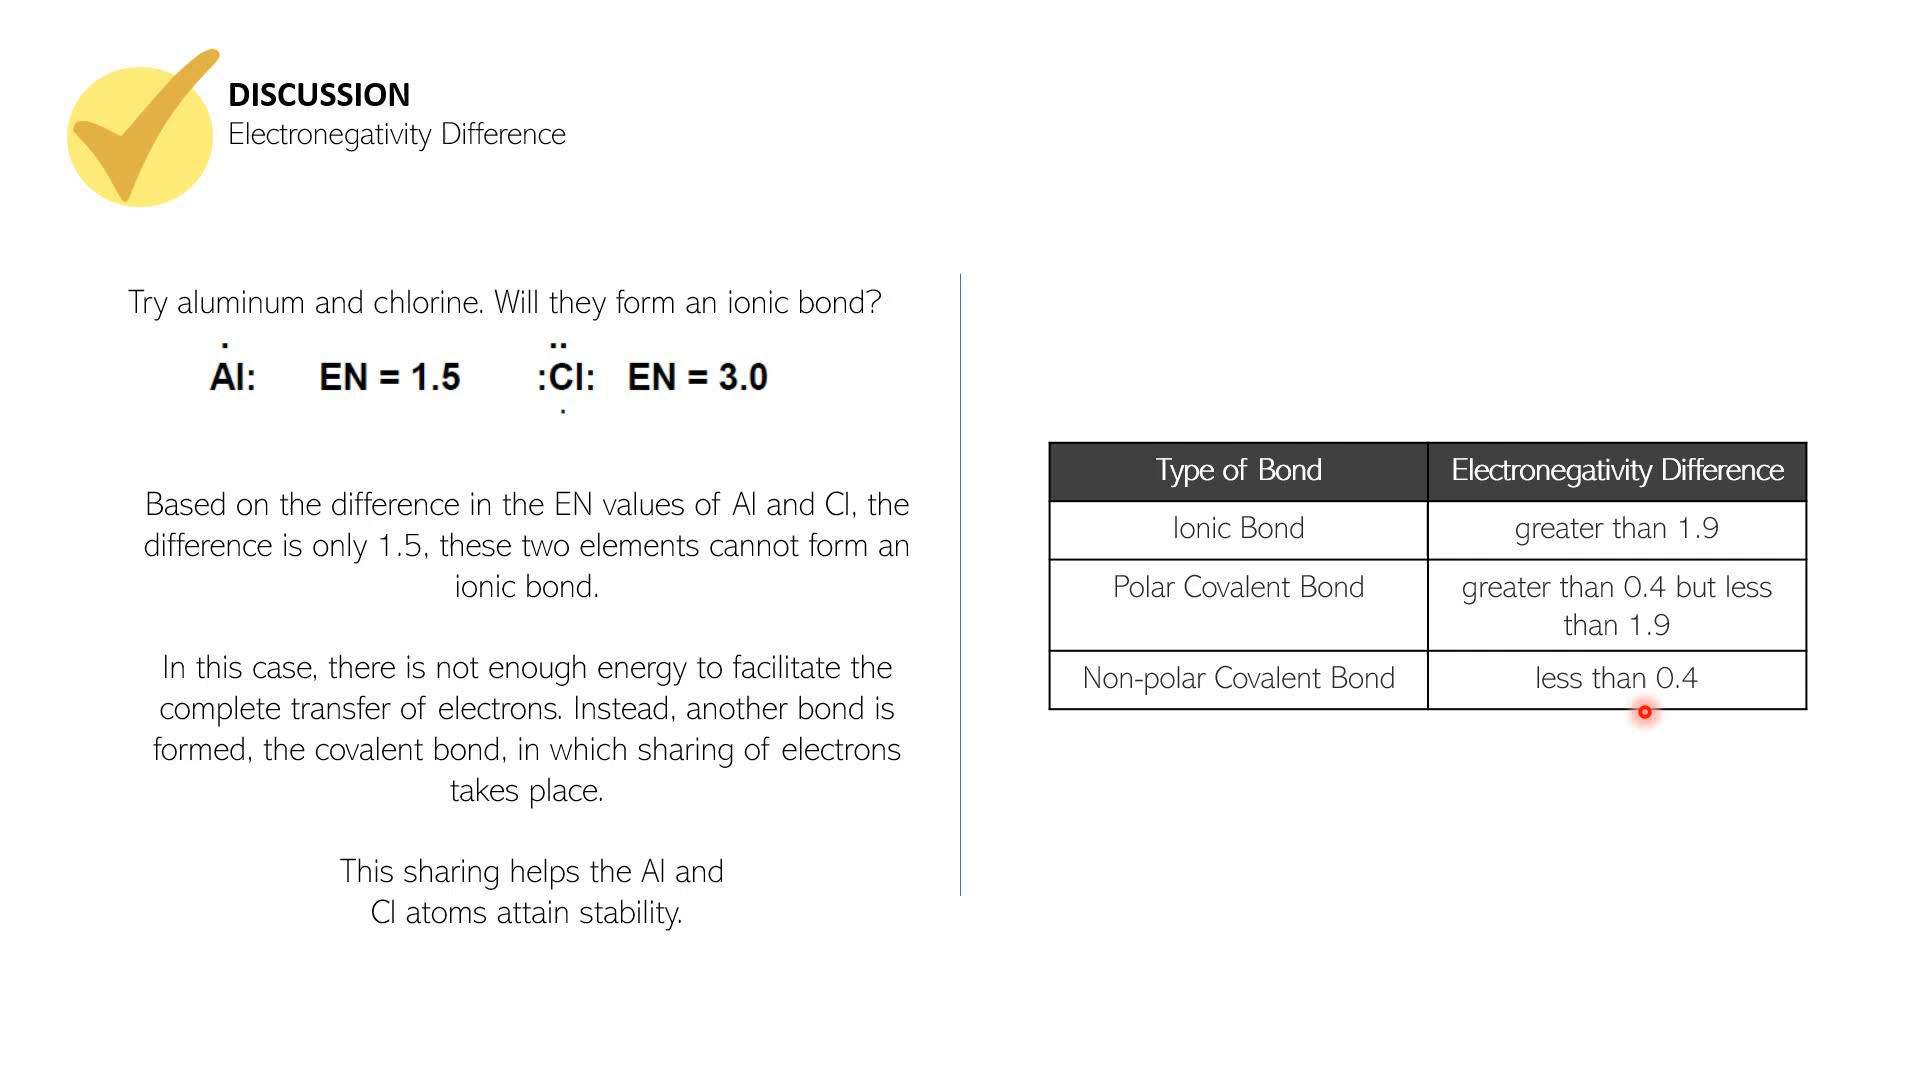 DISCUSSION
Electronegativity Difference
Try aluminum and chlorine. Will they form an ionic bond?
Al: EN = 1.5 :Cl: EN = 3.0
Based on the difference in the EN values of Al and Cl, the
difference is only 1.5, these two elements cannot form an
ionic bond.
In this case, there is not enough energy to facilitate the
complete transfer of electrons. Instead, another bond is
formed, the covalent bond, in which sharing of electrons
takes place.
This sharing helps the Al and
Cl atoms attain stability.
Type of Bond Electronegativity Difference
Ionic Bond greater than 1.9
Polar Covalent Bond greater than 0.4 but less
than 1.9
Non-polar Covalent Bond less than 0.4